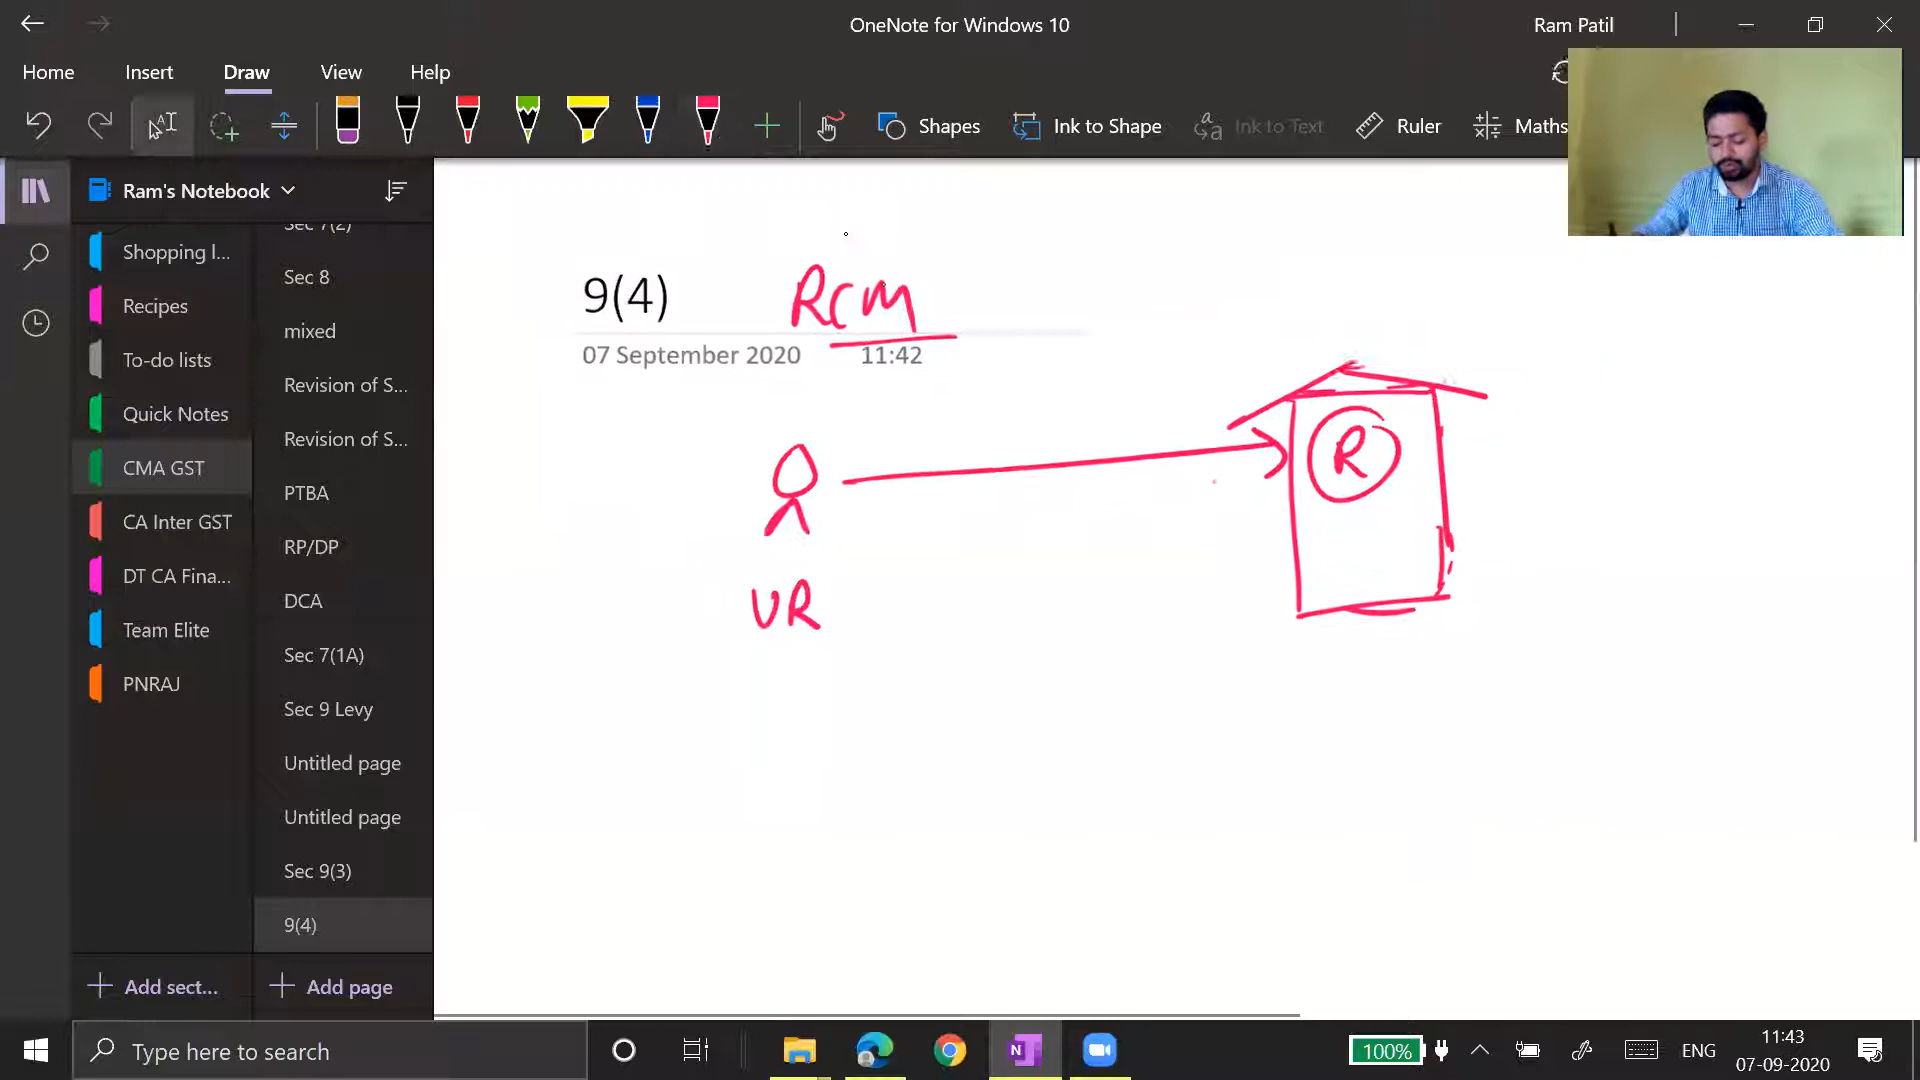 OneNote for Windows 10
Ram Patil
Home Insert Draw View Help
Shapes Ink to Shape Ink to Text Ruler Maths
Ram's Notebook
Shopping l...
Recipes
To-do lists
Quick Notes
CMA GST
CA Inter GST
DT CA Fina...
Team Elite
PNRAJ
Add sect...
Sec 7(2)
Sec 8
mixed
Revision of S...
Revision of S...
PTBA
RP/DP
DCA
Sec 7(1A)
Sec 9 Levy
Untitled page
Untitled page
Sec 9(3)
9(4)
Add page
9(4) RCM
07 September 2020 11:42
R
UR
Type here to search
100%
ENG
11:43
07-09-2020